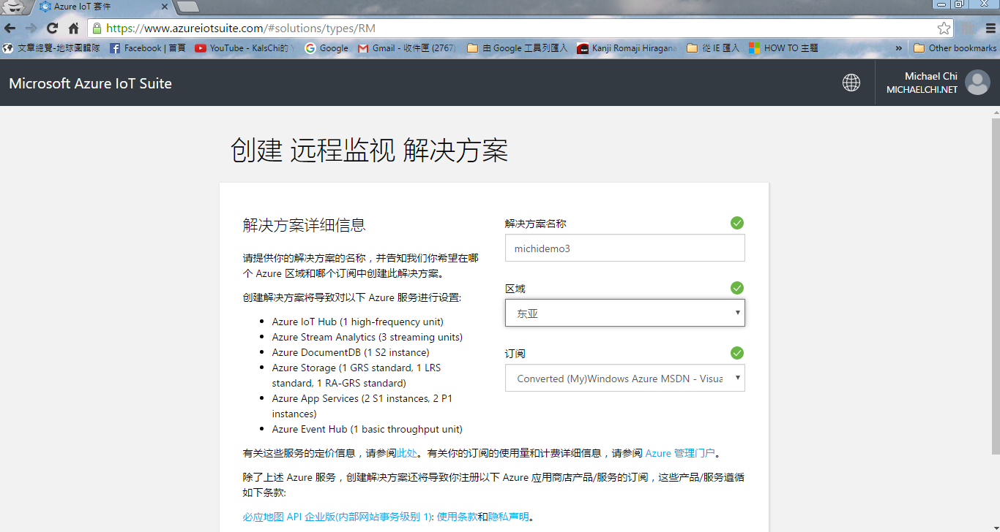 Azure IoT 套件
https://www.azureiotsuite.com/#solutions/types/RM
文章總覽-地球圖輯隊 Facebook | 首頁 YouTube - KalsChi的 Google Gmail - 收件匣 (2767) 由 Google 工具列匯入 Kanji Romaji Hiragana 從 IE 匯入 HOW TO 主題 » Other bookmarks
Microsoft Azure IoT Suite
Michael Chi
MICHAELCHI.NET
创建 远程监视 解决方案
解决方案详细信息
请提供你的解决方案的名称，并告知我们你希望在哪
个 Azure 区域和哪个订阅中创建此解决方案。
创建解决方案将导致对以下 Azure 服务进行设置:
• Azure IoT Hub (1 high-frequency unit)
• Azure Stream Analytics (3 streaming units)
• Azure DocumentDB (1 S2 instance)
• Azure Storage (1 GRS standard, 1 LRS
standard, 1 RA-GRS standard)
• Azure App Services (2 S1 instances, 2 P1
instances)
• Azure Event Hub (1 basic throughput unit)
解决方案名称
michidemo3
区域
东亚
订阅
Converted (My)Windows Azure MSDN - Visua
有关这些服务的定价信息，请参阅此处。有关你的订阅的使用量和计费详细信息，请参阅 Azure 管理门户。
除了上述 Azure 服务，创建解决方案还将导致你注册以下 Azure 应用商店产品/服务的订阅，这些产品/服务遵循
如下条款:
必应地图 API 企业版(内部网站事务级别 1): 使用条款和隐私声明。